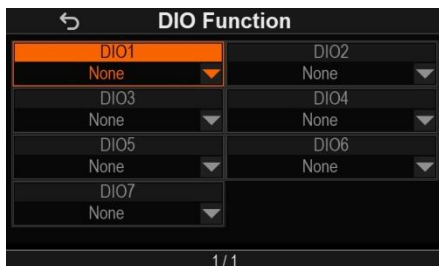 DIO Function
DIO1 DIO2
None None
DIO3 DIO4
None None
DIO5 DIO6
None None
DIO7
None
1/1